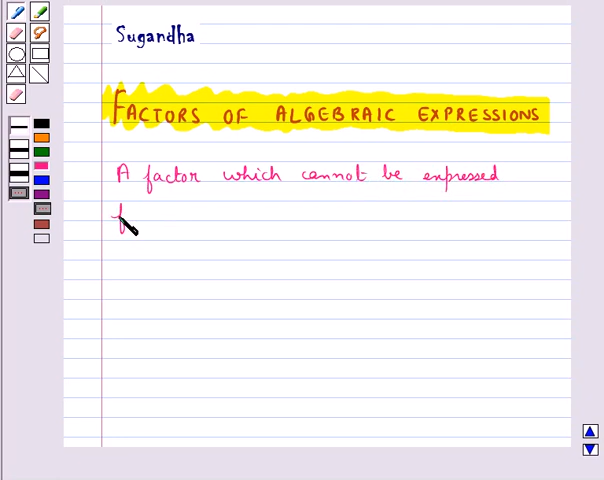 Sugandha
FACTORS OF ALGEBRAIC EXPRESSIONS
A factor which cannot be expressed
f